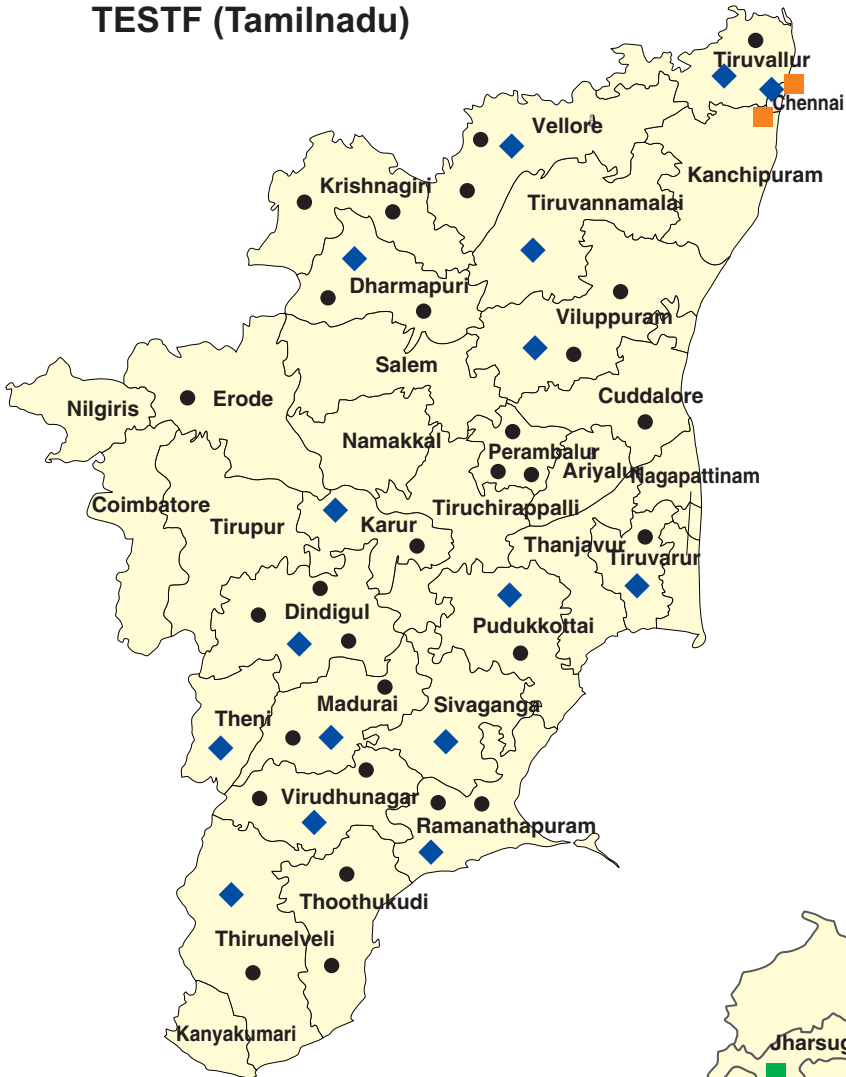 TESTF (Tamilnadu)
Tiruvallur
Chennai
Vellore
Kanchipuram
Krishnagiri
Tiruvannamalai
Dharmapuri
Viluppuram
Salem
Cuddalore
Erode
Nilgiris
Namakkal
Perambalur
Ariyalur
Nagapattinam
Coimbatore
Tiruchirappalli
Tirupur
Karur
Thanjavur
Tiruvarur
Dindigul
Pudukkottai
Madurai
Sivaganga
Theni
Virudhunagar
Ramanathapuram
Thoothukudi
Thirunelveli
Kanyakumari
Jharsug